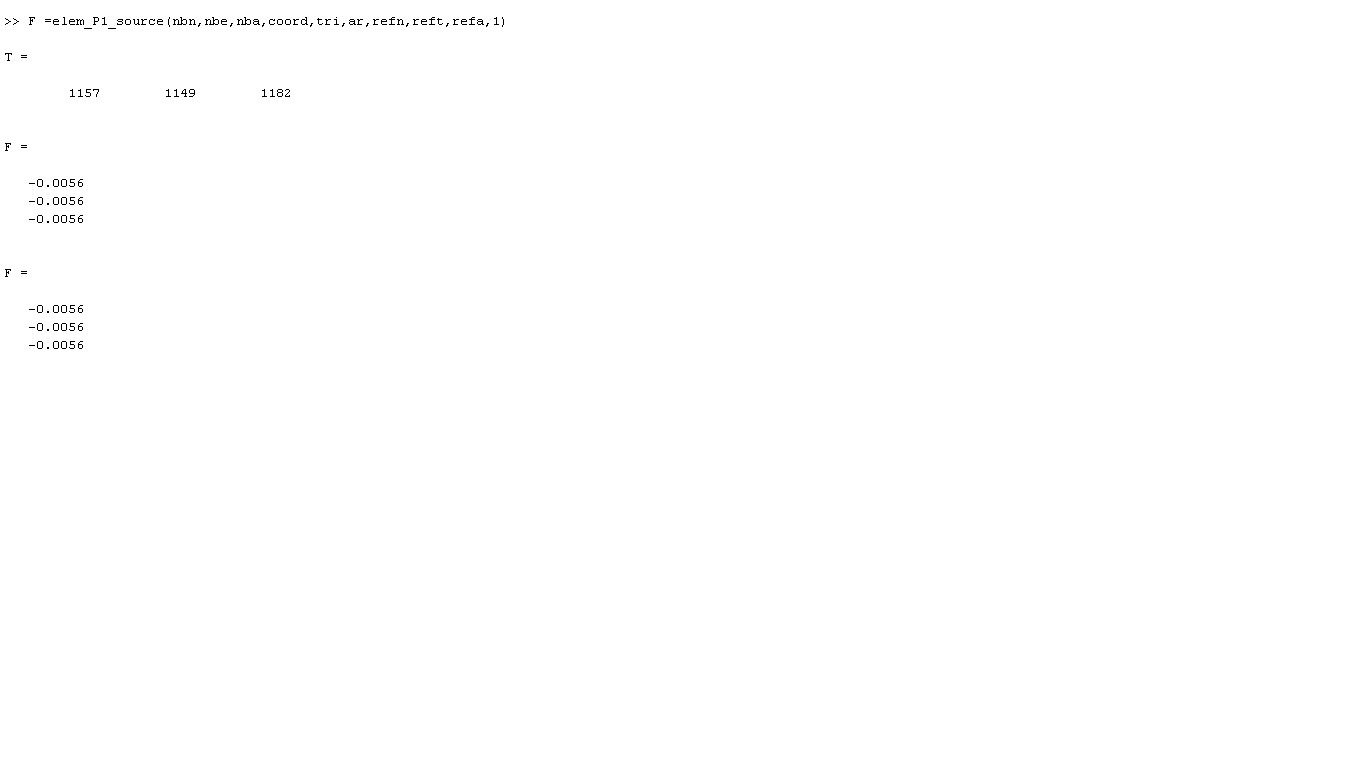 >> F =elem_P1_source(nbn,nbe,nba,coord,tri,ar,refn,reft,refa,1)
T =
1157 1149 1182
F =
-0.0056
-0.0056
-0.0056
F =
-0.0056
-0.0056
-0.0056